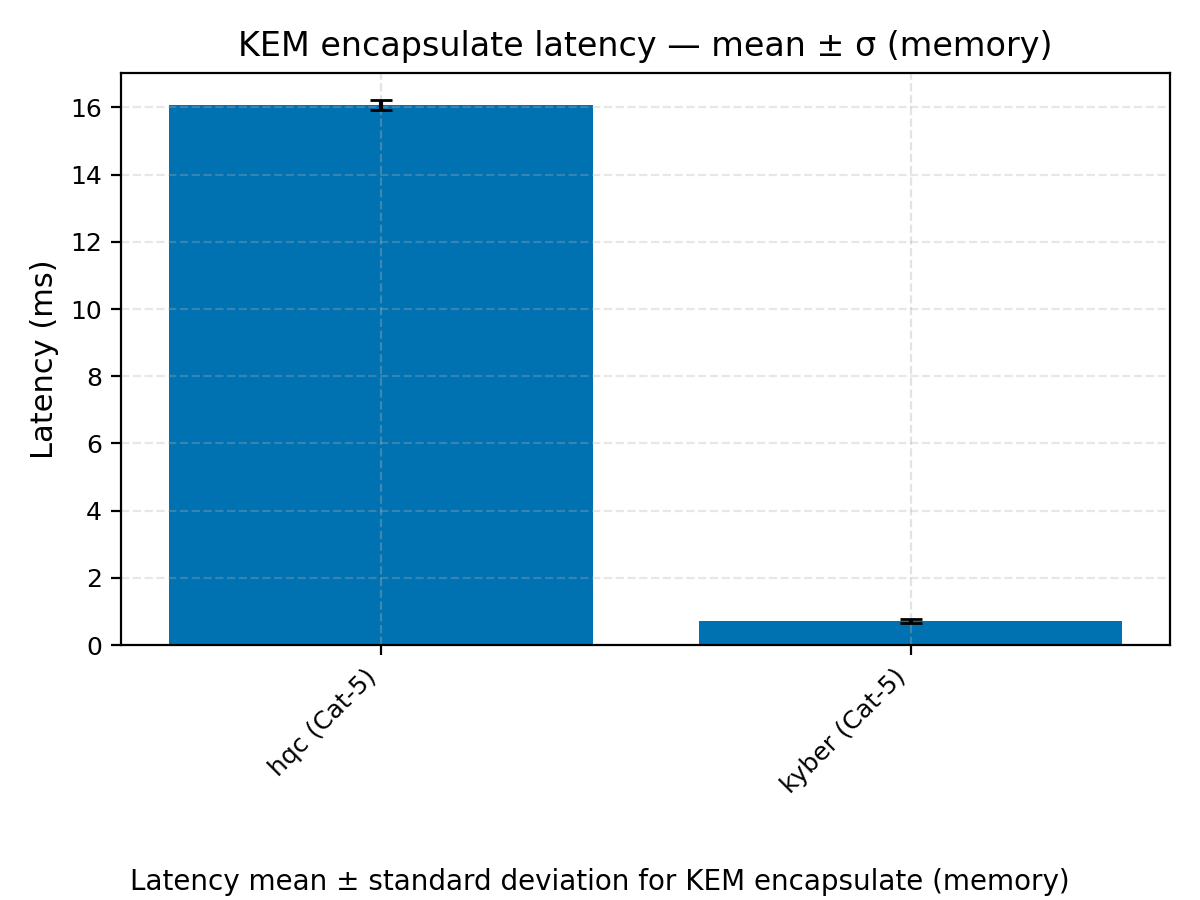 KEM encapsulate latency — mean ± σ (memory)
Latency (ms)
16
14
12
10
8
6
4
2
0
hqc (Cat-5)
kyber (Cat-5)
Latency mean ± standard deviation for KEM encapsulate (memory)